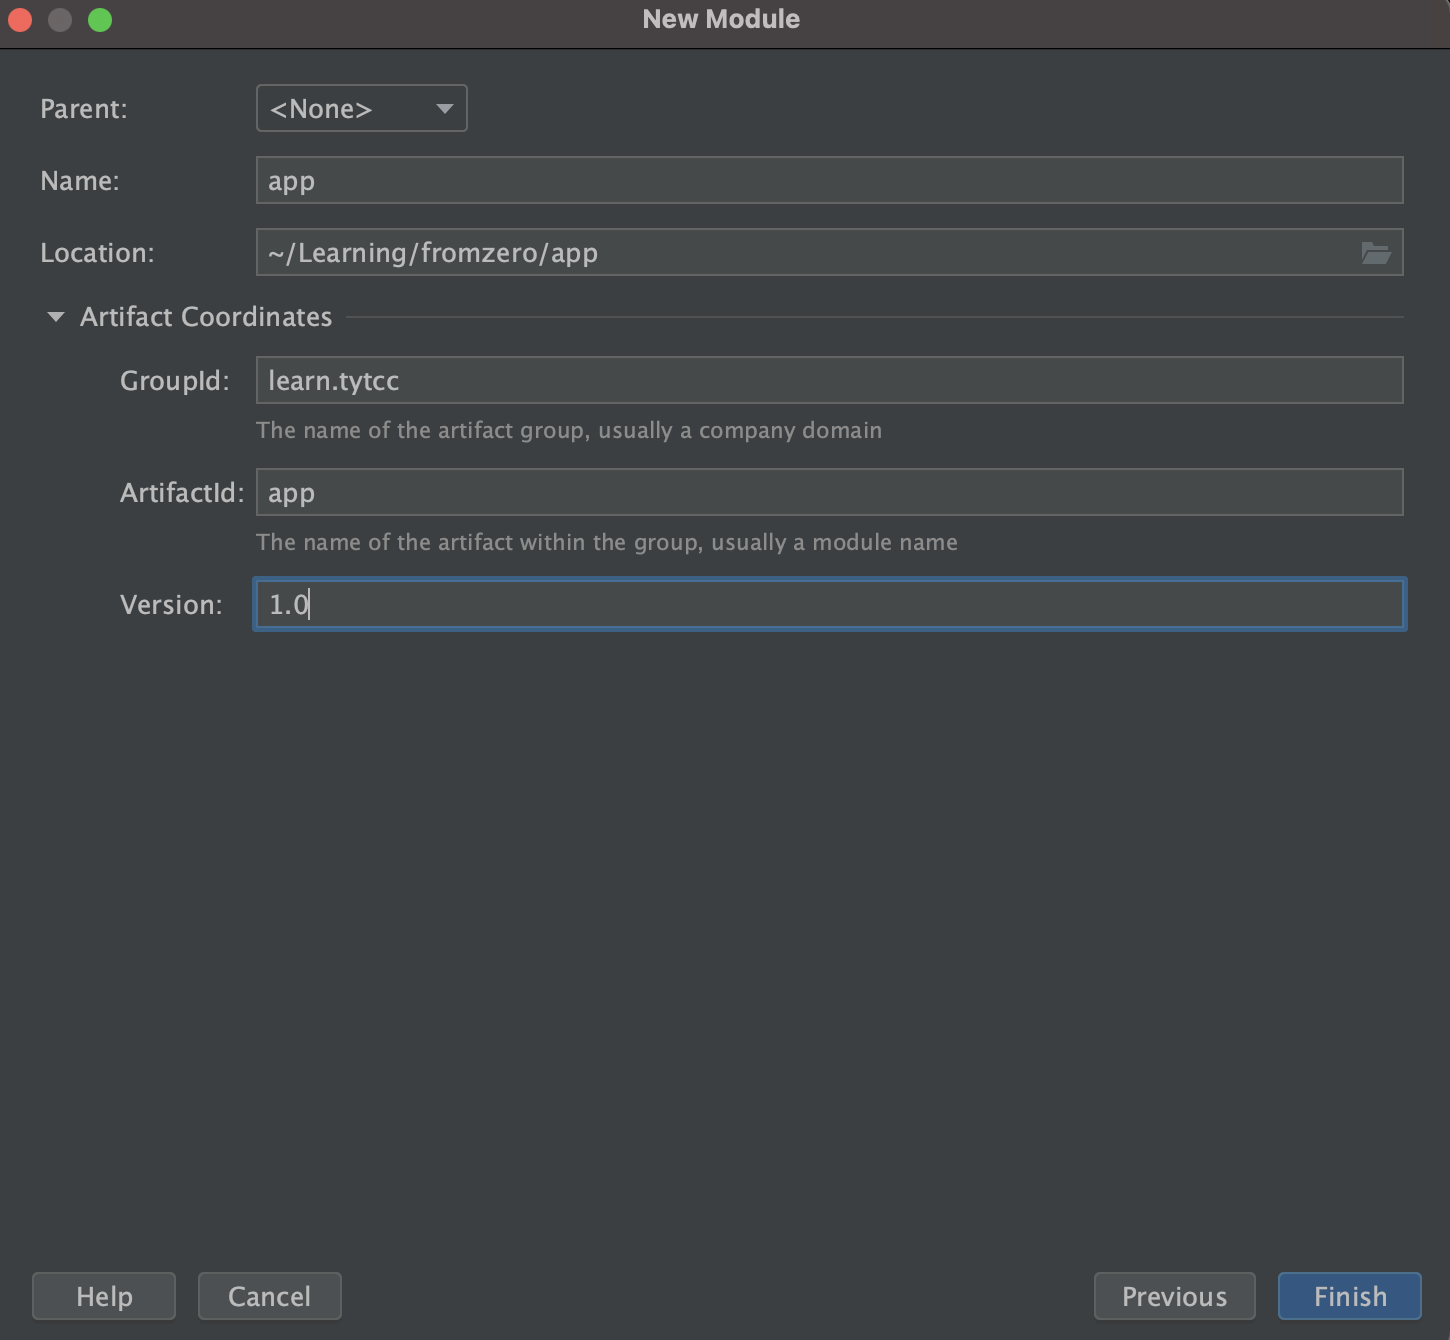 New Module
Parent: <None>
Name: app
Location: ~/Learning/fromzero/app
Artifact Coordinates
GroupId: learn.tytcc
The name of the artifact group, usually a company domain
ArtifactId: app
The name of the artifact within the group, usually a module name
Version: 1.0
Help Cancel Previous Finish